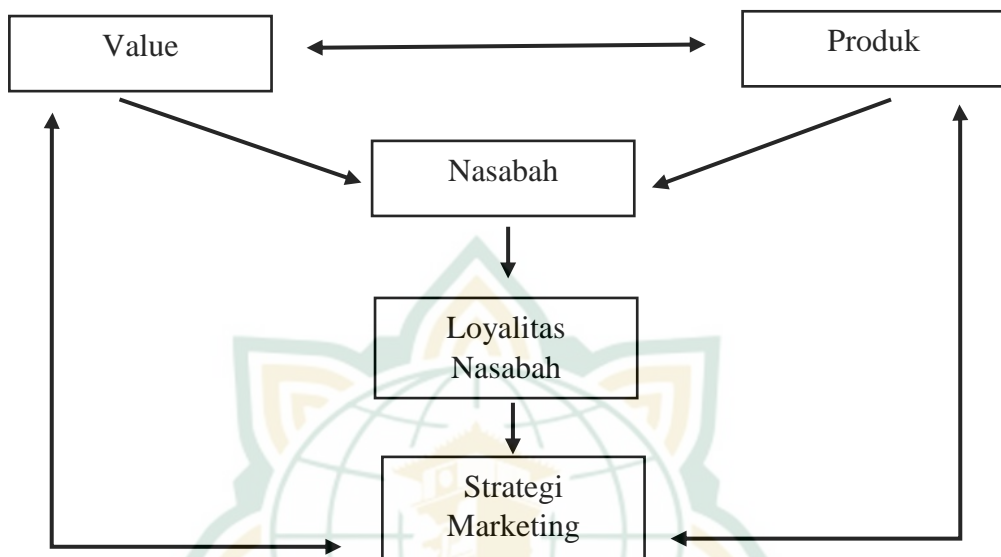 Value
Produk
Nasabah
Loyalitas
Nasabah
Strategi
Marketing